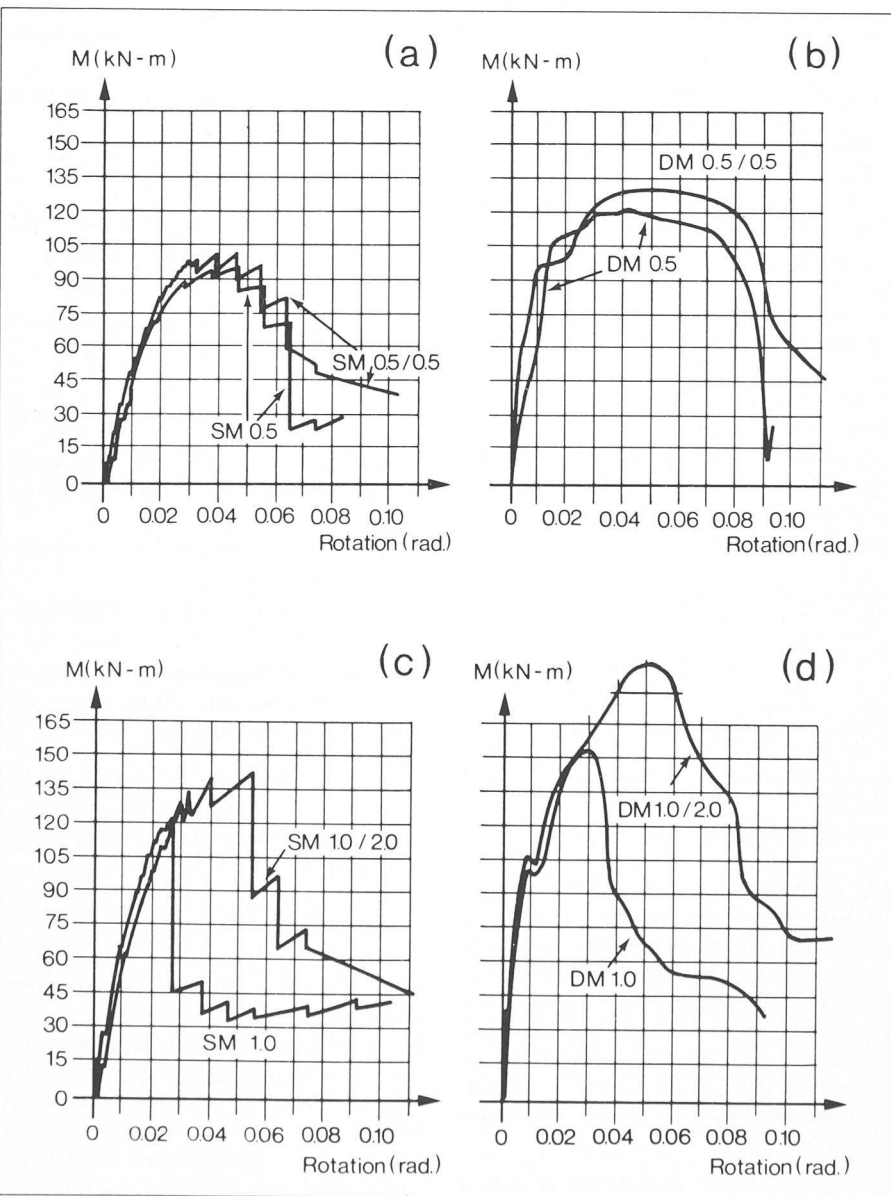 (a)
M(kN-m)
165
150
135
120
105
90
75
60
45
30
15
0
SM 0.5/0.5
SM 0.5
0 0.02 0.04 0.06 0.08 0.10
Rotation(rad.)
(b)
M(kN-m)
DM 0.5/0.5
DM 0.5
0 0.02 0.04 0.06 0.08 0.10
Rotation(rad.)
(c)
M(kN-m)
165
150
135
120
105
90
75
60
45
30
15
0
SM 1.0/2.0
SM 1.0
0 0.02 0.04 0.06 0.08 0.10
Rotation(rad.)
(d)
M(kN-m)
DM1.0/2.0
DM 1.0
0 0.02 0.04 0.06 0.08 0.10
Rotation(rad.)